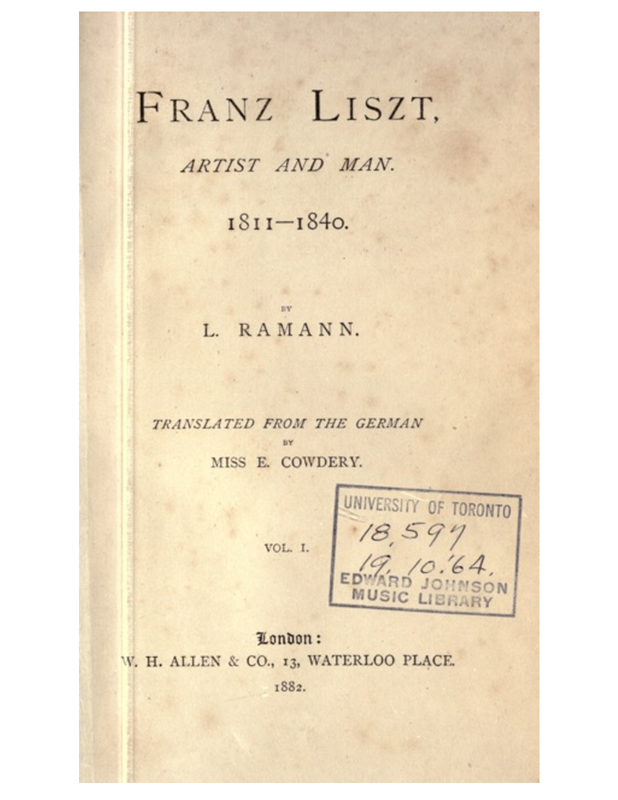 FRANZ LISZT,
ARTIST AND MAN.
1811—1840.
BY
L. RAMANN.
TRANSLATED FROM THE GERMAN
BY
MISS E. COWDERY.
VOL. I.
UNIVERSITY OF TORONTO
18,597
19. 10.'64.
EDWARD JOHNSON
MUSIC LIBRARY
London:
W. H. ALLEN & CO., 13, WATERLOO PLACE.
1882.